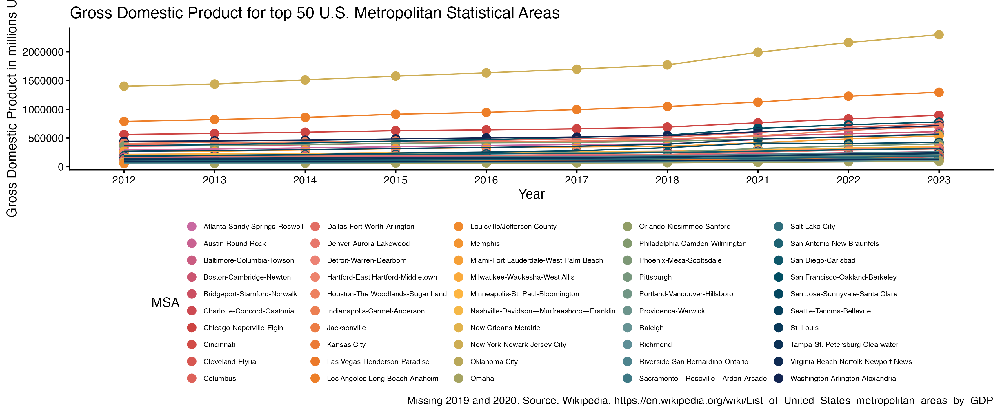 Gross Domestic Product for top 50 U.S. Metropolitan Statistical Areas
Gross Domestic Product in millions U
2000000
1500000
1000000
500000
0
2012 2013 2014 2015 2016 2017 2018 2021 2022 2023
Year
MSA
Atlanta-Sandy Springs-Roswell
Austin-Round Rock
Baltimore-Columbia-Towson
Boston-Cambridge-Newton
Bridgeport-Stamford-Norwalk
Charlotte-Concord-Gastonia
Chicago-Naperville-Elgin
Cincinnati
Cleveland-Elyria
Columbus
Dallas-Fort Worth-Arlington
Denver-Aurora-Lakewood
Detroit-Warren-Dearborn
Hartford-East Hartford-Middletown
Houston-The Woodlands-Sugar Land
Indianapolis-Carmel-Anderson
Jacksonville
Kansas City
Las Vegas-Henderson-Paradise
Los Angeles-Long Beach-Anaheim
Louisville/Jefferson County
Memphis
Miami-Fort Lauderdale-West Palm Beach
Milwaukee-Waukesha-West Allis
Minneapolis-St. Paul-Bloomington
Nashville-Davidson—Murfreesboro—Franklin
New Orleans-Metairie
New York-Newark-Jersey City
Oklahoma City
Omaha
Orlando-Kissimmee-Sanford
Philadelphia-Camden-Wilmington
Phoenix-Mesa-Scottsdale
Pittsburgh
Portland-Vancouver-Hillsboro
Providence-Warwick
Raleigh
Richmond
Riverside-San Bernardino-Ontario
Sacramento—Roseville—Arden-Arcade
Salt Lake City
San Antonio-New Braunfels
San Diego-Carlsbad
San Francisco-Oakland-Berkeley
San Jose-Sunnyvale-Santa Clara
Seattle-Tacoma-Bellevue
St. Louis
Tampa-St. Petersburg-Clearwater
Virginia Beach-Norfolk-Newport News
Washington-Arlington-Alexandria
Missing 2019 and 2020. Source: Wikipedia, https://en.wikipedia.org/wiki/List_of_United_States_metropolitan_areas_by_GDP